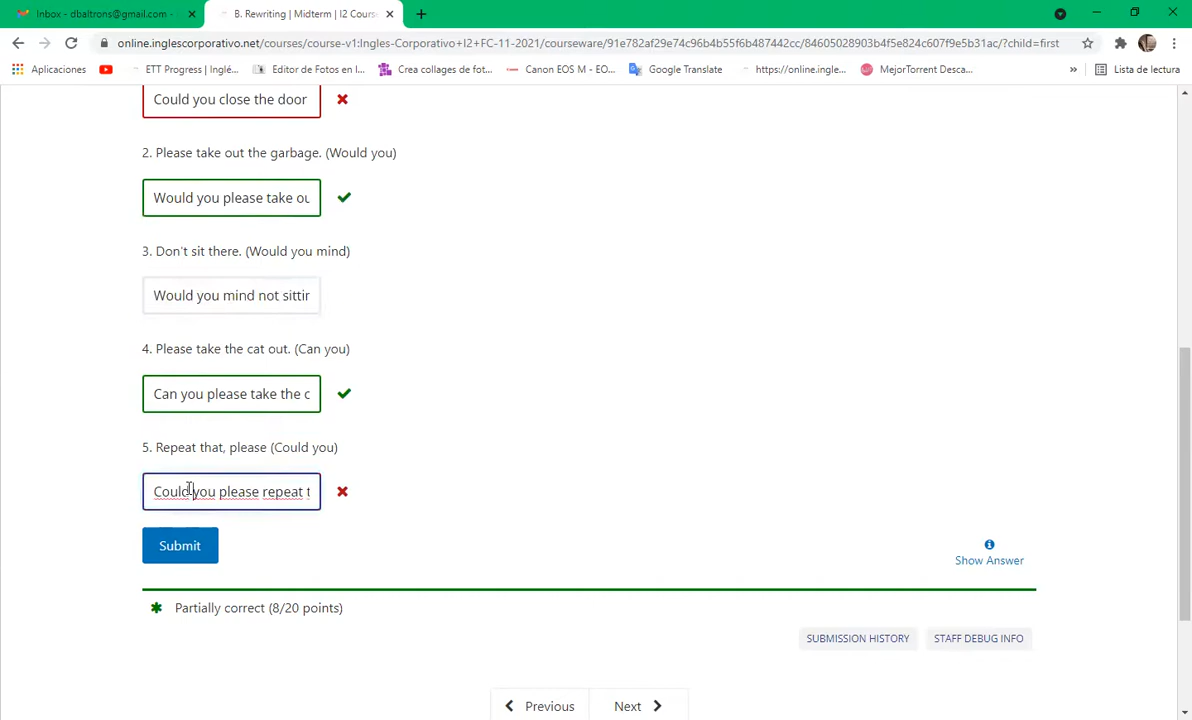 Inbox - dbaltrons@gmail.com -
B. Rewriting | Midterm | I2 Cours
online.inglescorporativo.net/courses/course-v1:Ingles-Corporativo+I2+FC-11-2021/courseware/91e782af29e74c96b4b55f6b487442cc/84605028903b4f5e824c607f9e5b31ac/?child=first
Aplicaciones
ETT Progress | Inglé...
Editor de Fotos en l...
Crea collages de fot...
Canon EOS M - EO...
Google Translate
https://online.ingle...
MejorTorrent Desca...
»
Lista de lectura
Could you close the door
2. Please take out the garbage. (Would you)
Would you please take ou
3. Don't sit there. (Would you mind)
Would you mind not sittir
4. Please take the cat out. (Can you)
Can you please take the c
5. Repeat that, please (Could you)
Could you please repeat t
Submit
Show Answer
Partially correct (8/20 points)
SUBMISSION HISTORY
STAFF DEBUG INFO
Previous
Next